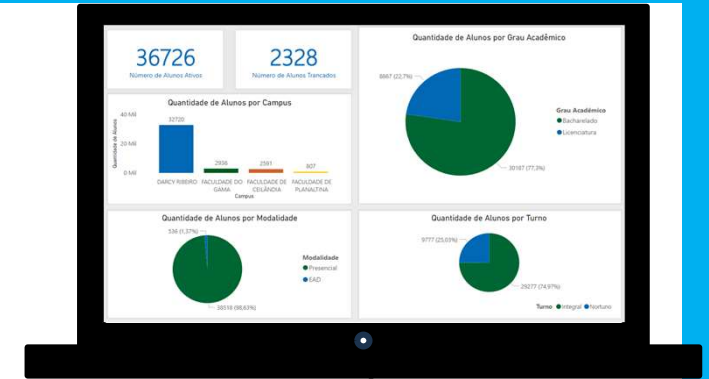 36726
Número de Alunos Ativos
2328
Número de Alunos Trancados
Quantidade de Alunos por Grau Acadêmico
8867 (22,7%)
30187 (77,3%)
Grau Acadêmico
Bacharelado
Licenciatura
Quantidade de Alunos por Campus
Quantidade de Alunos
40 Mil
20 Mil
0 Mil
32720
2936
2591
807
DARCY RIBEIRO
FACULDADE DO GAMA
FACULDADE DE CEILÂNDIA
FACULDADE DE PLANALTINA
Campus
Quantidade de Alunos por Modalidade
536 (1,37%)
38518 (98,63%)
Modalidade
Presencial
EAD
Quantidade de Alunos por Turno
9777 (25,03%)
29277 (74,97%)
Turno
Integral
Norturo